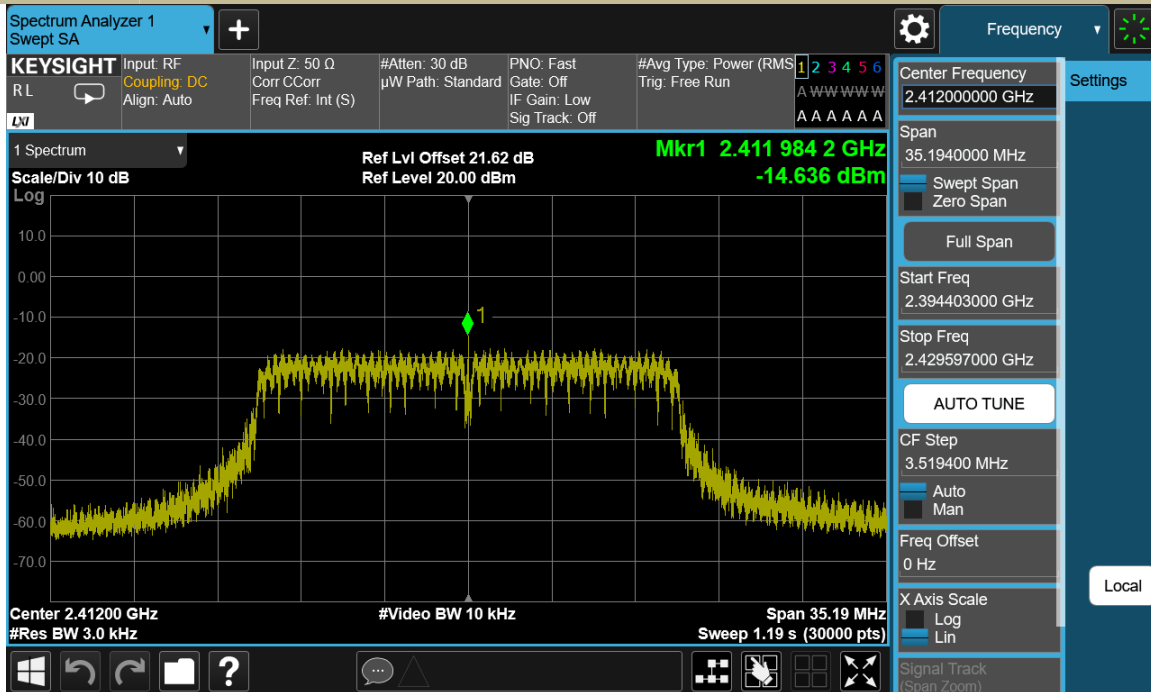 Spectrum Analyzer 1
Swept SA
Frequency
KEYSIGHT
R L
LXI
Input: RF
Coupling: DC
Align: Auto
Input Z: 50 Ω
Corr CCorr
Freq Ref: Int (S)
#Atten: 30 dB
µW Path: Standard
PNO: Fast
Gate: Off
IF Gain: Low
Sig Track: Off
#Avg Type: Power (RMS
Trig: Free Run
1 2 3 4 5 6
A W W W W W
A A A A A A
1 Spectrum
Scale/Div 10 dB
Log
Ref Lvl Offset 21.62 dB
Ref Level 20.00 dBm
Mkr1 2.411 984 2 GHz
-14.636 dBm
10.0
0.00
-10.0
-20.0
-30.0
-40.0
-50.0
-60.0
-70.0
1
Center 2.41200 GHz
#Res BW 3.0 kHz
#Video BW 10 kHz
Span 35.19 MHz
Sweep 1.19 s (30000 pts)
?
Center Frequency
2.412000000 GHz
Settings
Span
35.1940000 MHz
Swept Span
Zero Span
Full Span
Start Freq
2.394403000 GHz
Stop Freq
2.429597000 GHz
AUTO TUNE
CF Step
3.519400 MHz
Auto
Man
Freq Offset
0 Hz
Local
X Axis Scale
Log
Lin
Signal Track
(Span Zoom)